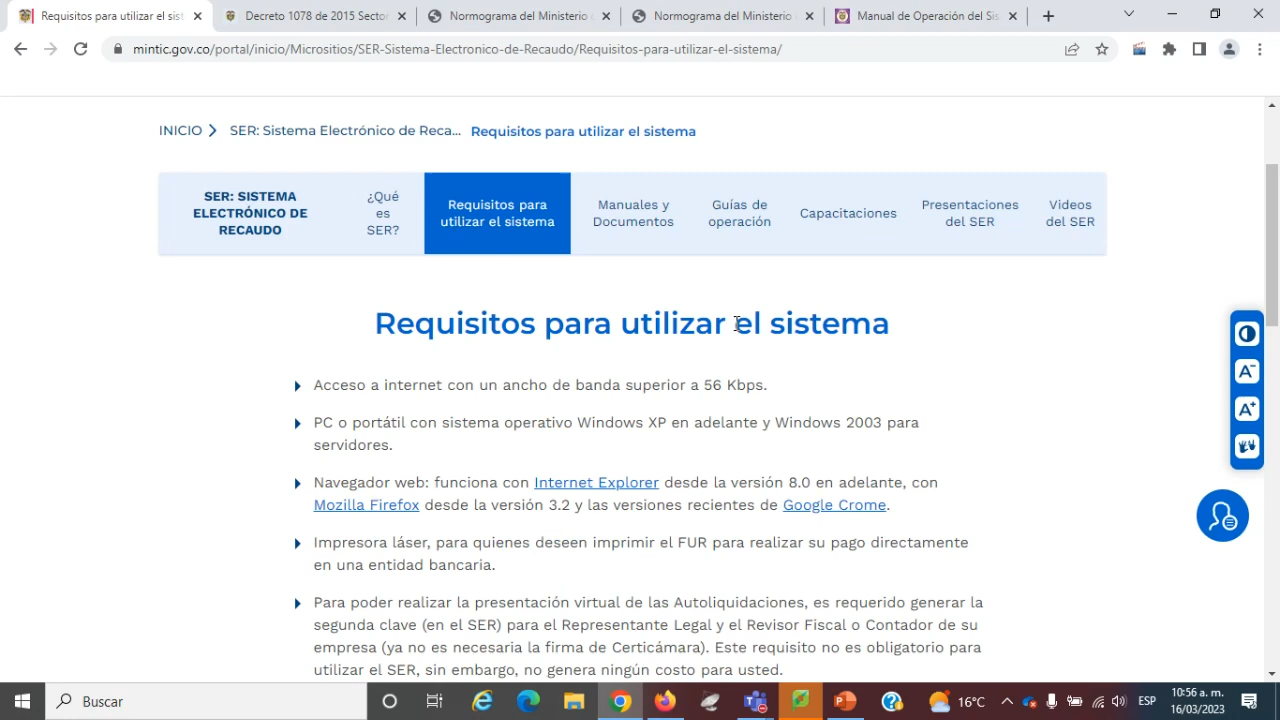 Requisitos para utilizar el sist
Decreto 1078 de 2015 Sector
Normograma del Ministerio
Normograma del Ministerio
Manual de Operación del Sis
mintic.gov.co/portal/inicio/Micrositios/SER-Sistema-Electronico-de-Recaudo/Requisitos-para-utilizar-el-sistema/
INICIO
SER: Sistema Electrónico de Reca...
Requisitos para utilizar el sistema
SER: SISTEMA
ELECTRÓNICO DE
RECAUDO
¿Qué
es
SER?
Requisitos para
utilizar el sistema
Manuales y
Documentos
Guías de
operación
Capacitaciones
Presentaciones
del SER
Videos
del SER
Requisitos para utilizar el sistema
Acceso a internet con un ancho de banda superior a 56 Kbps.
PC o portátil con sistema operativo Windows XP en adelante y Windows 2003 para
servidores.
Navegador web: funciona con Internet Explorer desde la versión 8.0 en adelante, con
Mozilla Firefox desde la versión 3.2 y las versiones recientes de Google Crome.
Impresora láser, para quienes deseen imprimir el FUR para realizar su pago directamente
en una entidad bancaria.
Para poder realizar la presentación virtual de las Autoliquidaciones, es requerido generar la
segunda clave (en el SER) para el Representante Legal y el Revisor Fiscal o Contador de su
empresa (ya no es necesaria la firma de Certicámara). Este requisito no es obligatorio para
utilizar el SER, sin embargo, no genera ningún costo para usted.
A-
A+
Buscar
16°C
ESP
10:56 a. m.
16/03/2023